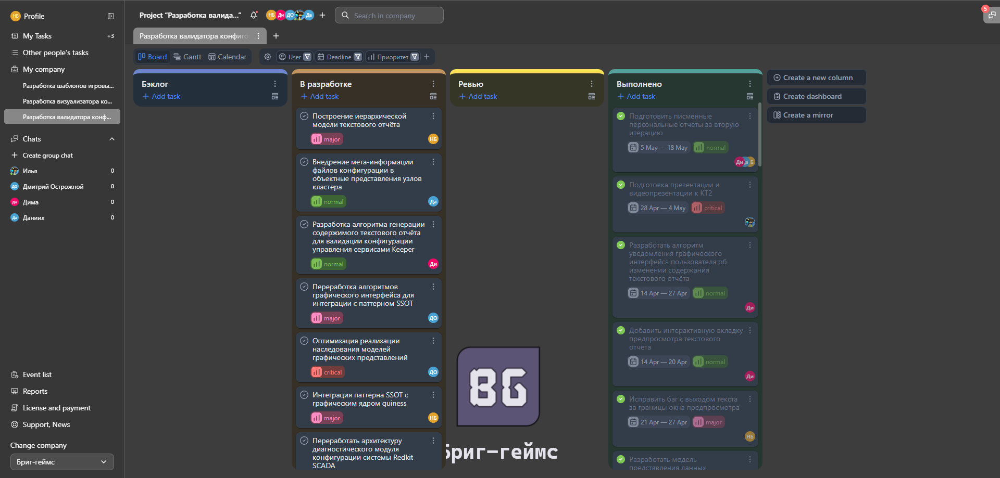 НБ Profile
My Tasks +3
Other people's tasks
My company
Разработка шаблонов игровы...
Разработка визуализатора ко...
Разработка валидатора конф...
Chats
Create group chat
Илья 0
ДО Дмитрий Острожной 0
Ди Дима 0
Да Даниил 0
Event list
Reports
License and payment
Support, News
Change company
Бриг-геймс
Project “Разработка валида...”
НБ Ди ДО Да
Search in company
5
Разработка валидатора конфиго
Board Gantt Calendar
User Deadline Приоритет
Бэклог
Add task
В разработке
Add task
Построение иерархической
модели текстового отчёта
major НБ
Внедрение мета-информации
файлов конфигурации в
объектные представления узлов
кластера
normal Да
Разработка алгоритма генерации
содержимого текстового отчёта
для валидации конфигурации
управления сервисами Keeper
normal Ди
Переработка алгоритмов
графического интерфейса для
интеграции с паттерном SSOT
major ДО
Оптимизация реализации
наследования моделей
графических представлений
critical ДО
Интеграция паттерна SSOT с
графическим ядром guiness
major НБ
Переработать архитектуру
диагностического модуля
конфигурации системы Redkit
SCADA
Ревью
Add task
BG
Бриг-геймс
Выполнено
Add task
Подготовить писменные
персональные отчеты за вторую
итерацию
5 May — 18 May normal
Ди
Подготовка презентации и
видеопрезентации к КТ2
28 Apr — 4 May critical
Разработать алгоритм
уведомления графического
интерфейса пользователя об
изменении содержания
текстового отчёта
14 Apr — 27 Apr normal
Ди
Добавить интерактивную вкладку
предпросмотра текстового
отчёта
14 Apr — 20 Apr normal
Ди
Исправить баг с выходом текста
за границы окна предпросмотра
21 Apr — 27 Apr major
НБ
Разработать модель
представления данных
Create a new column
Create dashboard
Create a mirror